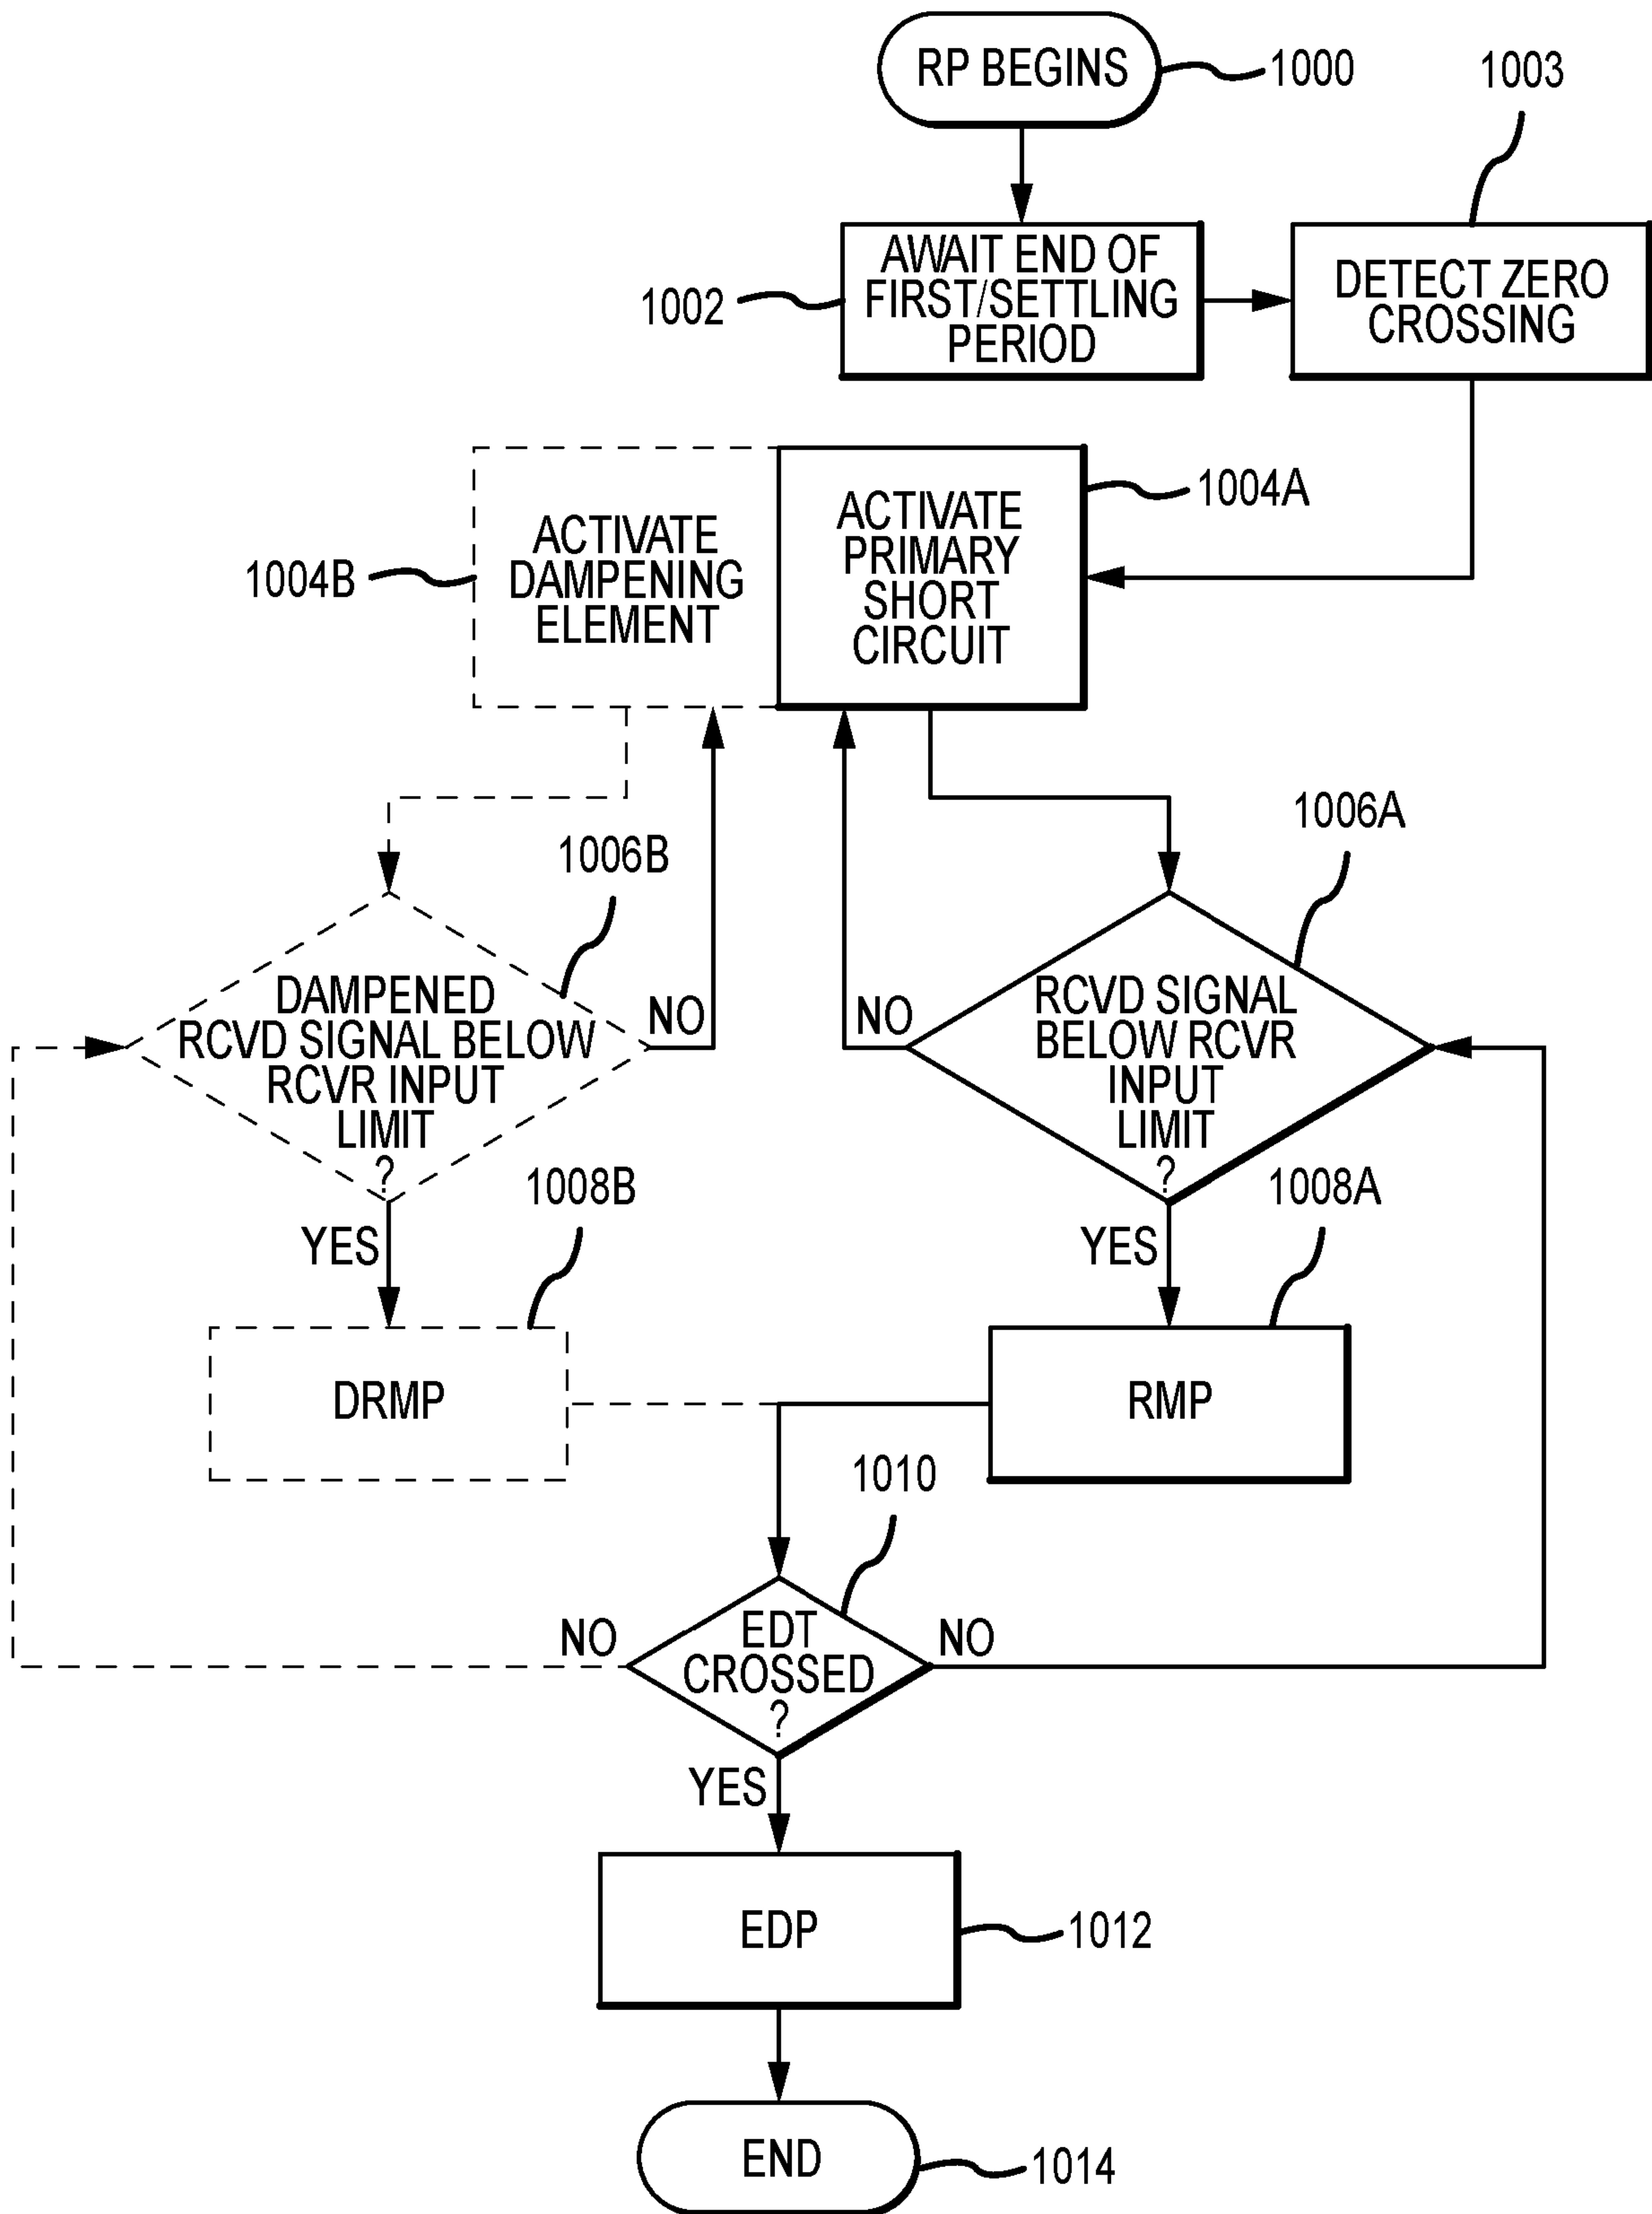 RP BEGINS
1000
1003
AWAIT END OF
FIRST/SETTLING
PERIOD
1002
DETECT ZERO
CROSSING
ACTIVATE
DAMPENING
ELEMENT
1004B
ACTIVATE
PRIMARY
SHORT
CIRCUIT
1004A
1006B
1006A
DAMPENED
RCVD SIGNAL BELOW
RCVR INPUT
LIMIT
?
NO
NO
RCVD SIGNAL
BELOW RCVR
INPUT
LIMIT
?
YES
1008B
YES
1008A
DRMP
RMP
1010
NO
EDT
CROSSED
?
NO
YES
EDP
1012
END
1014